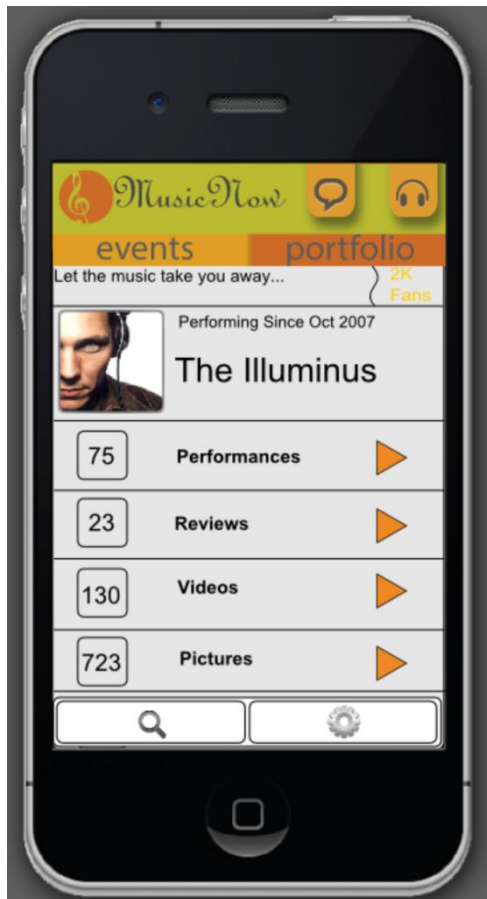 MusicNow
events portfolio
Let the music take you away...
2K
Fans
Performing Since Oct 2007
The Illuminus
75 Performances
23 Reviews
130 Videos
723 Pictures